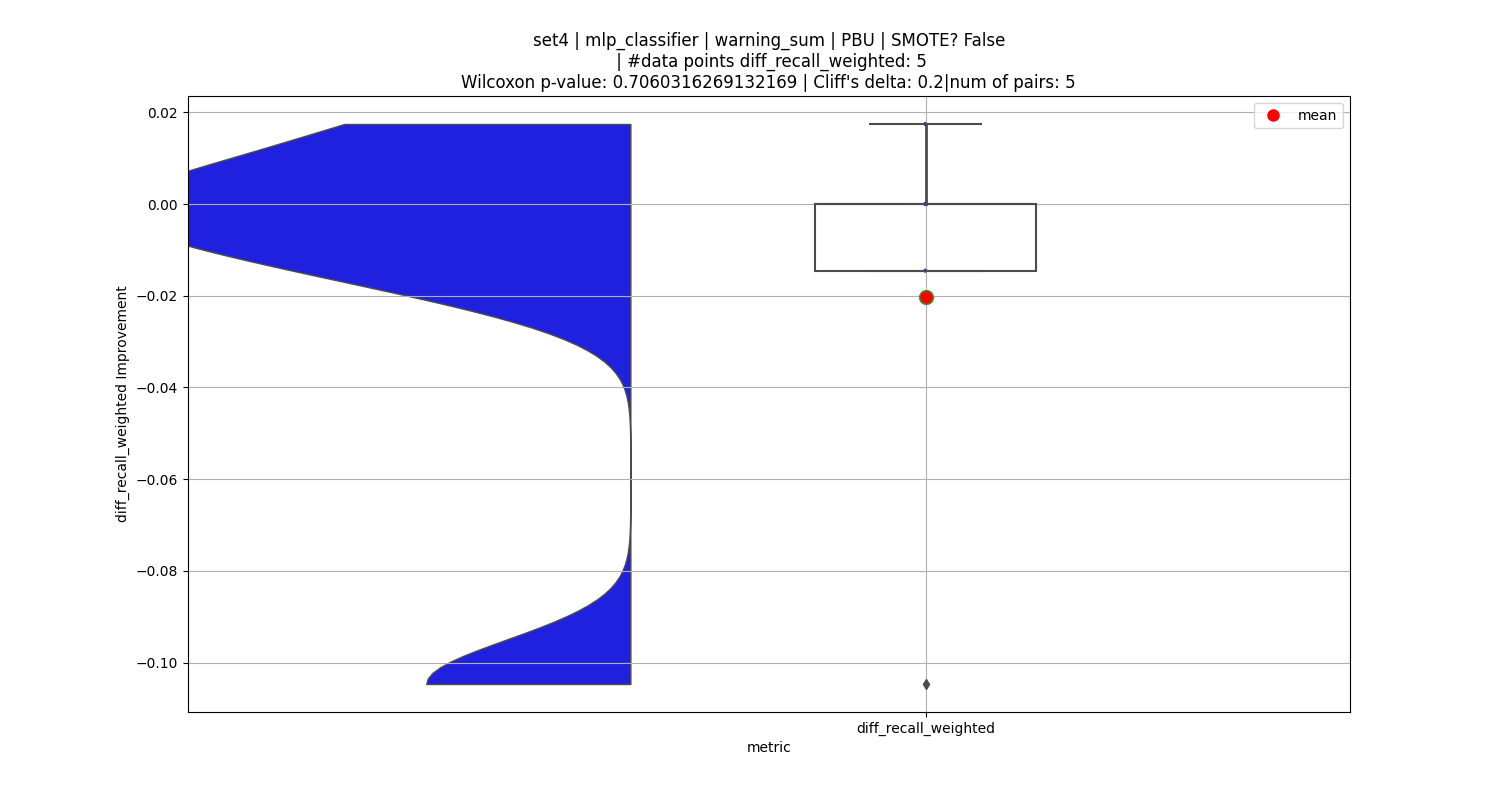 set4 | mlp_classifier | warning_sum | PBU | SMOTE? False
| #data points diff_recall_weighted: 5
Wilcoxon p-value: 0.7060316269132169 | Cliff's delta: 0.2|num of pairs: 5
mean
0.02
0.00
−0.02
−0.04
−0.06
−0.08
−0.10
diff_recall_weighted Improvement
diff_recall_weighted
metric